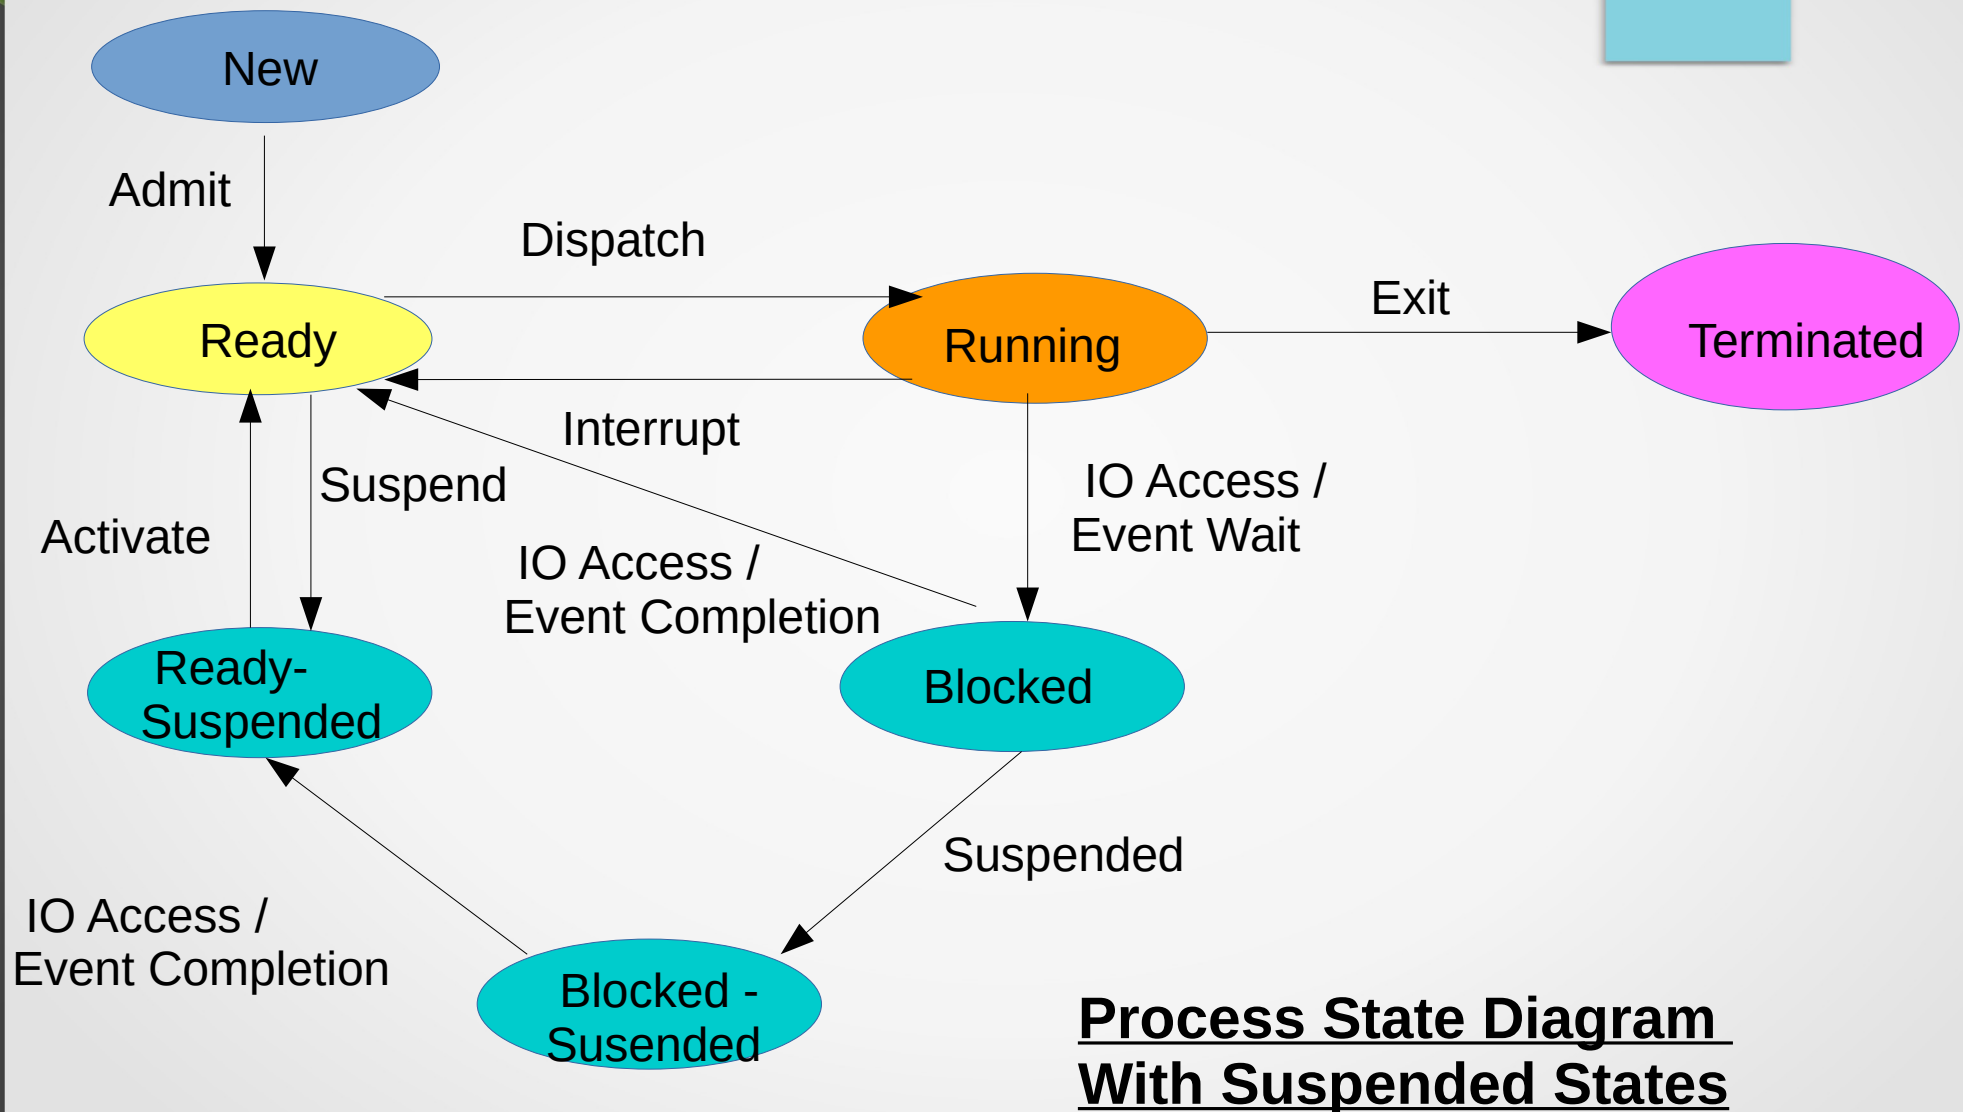 New
Admit
Dispatch
Exit
Ready
Running
Terminated
Interrupt
Suspend
IO Access /
Event Wait
Activate
IO Access /
Event Completion
Ready-
Suspended
Blocked
Suspended
IO Access /
Event Completion
Blocked -
Susended
Process State Diagram
With Suspended States